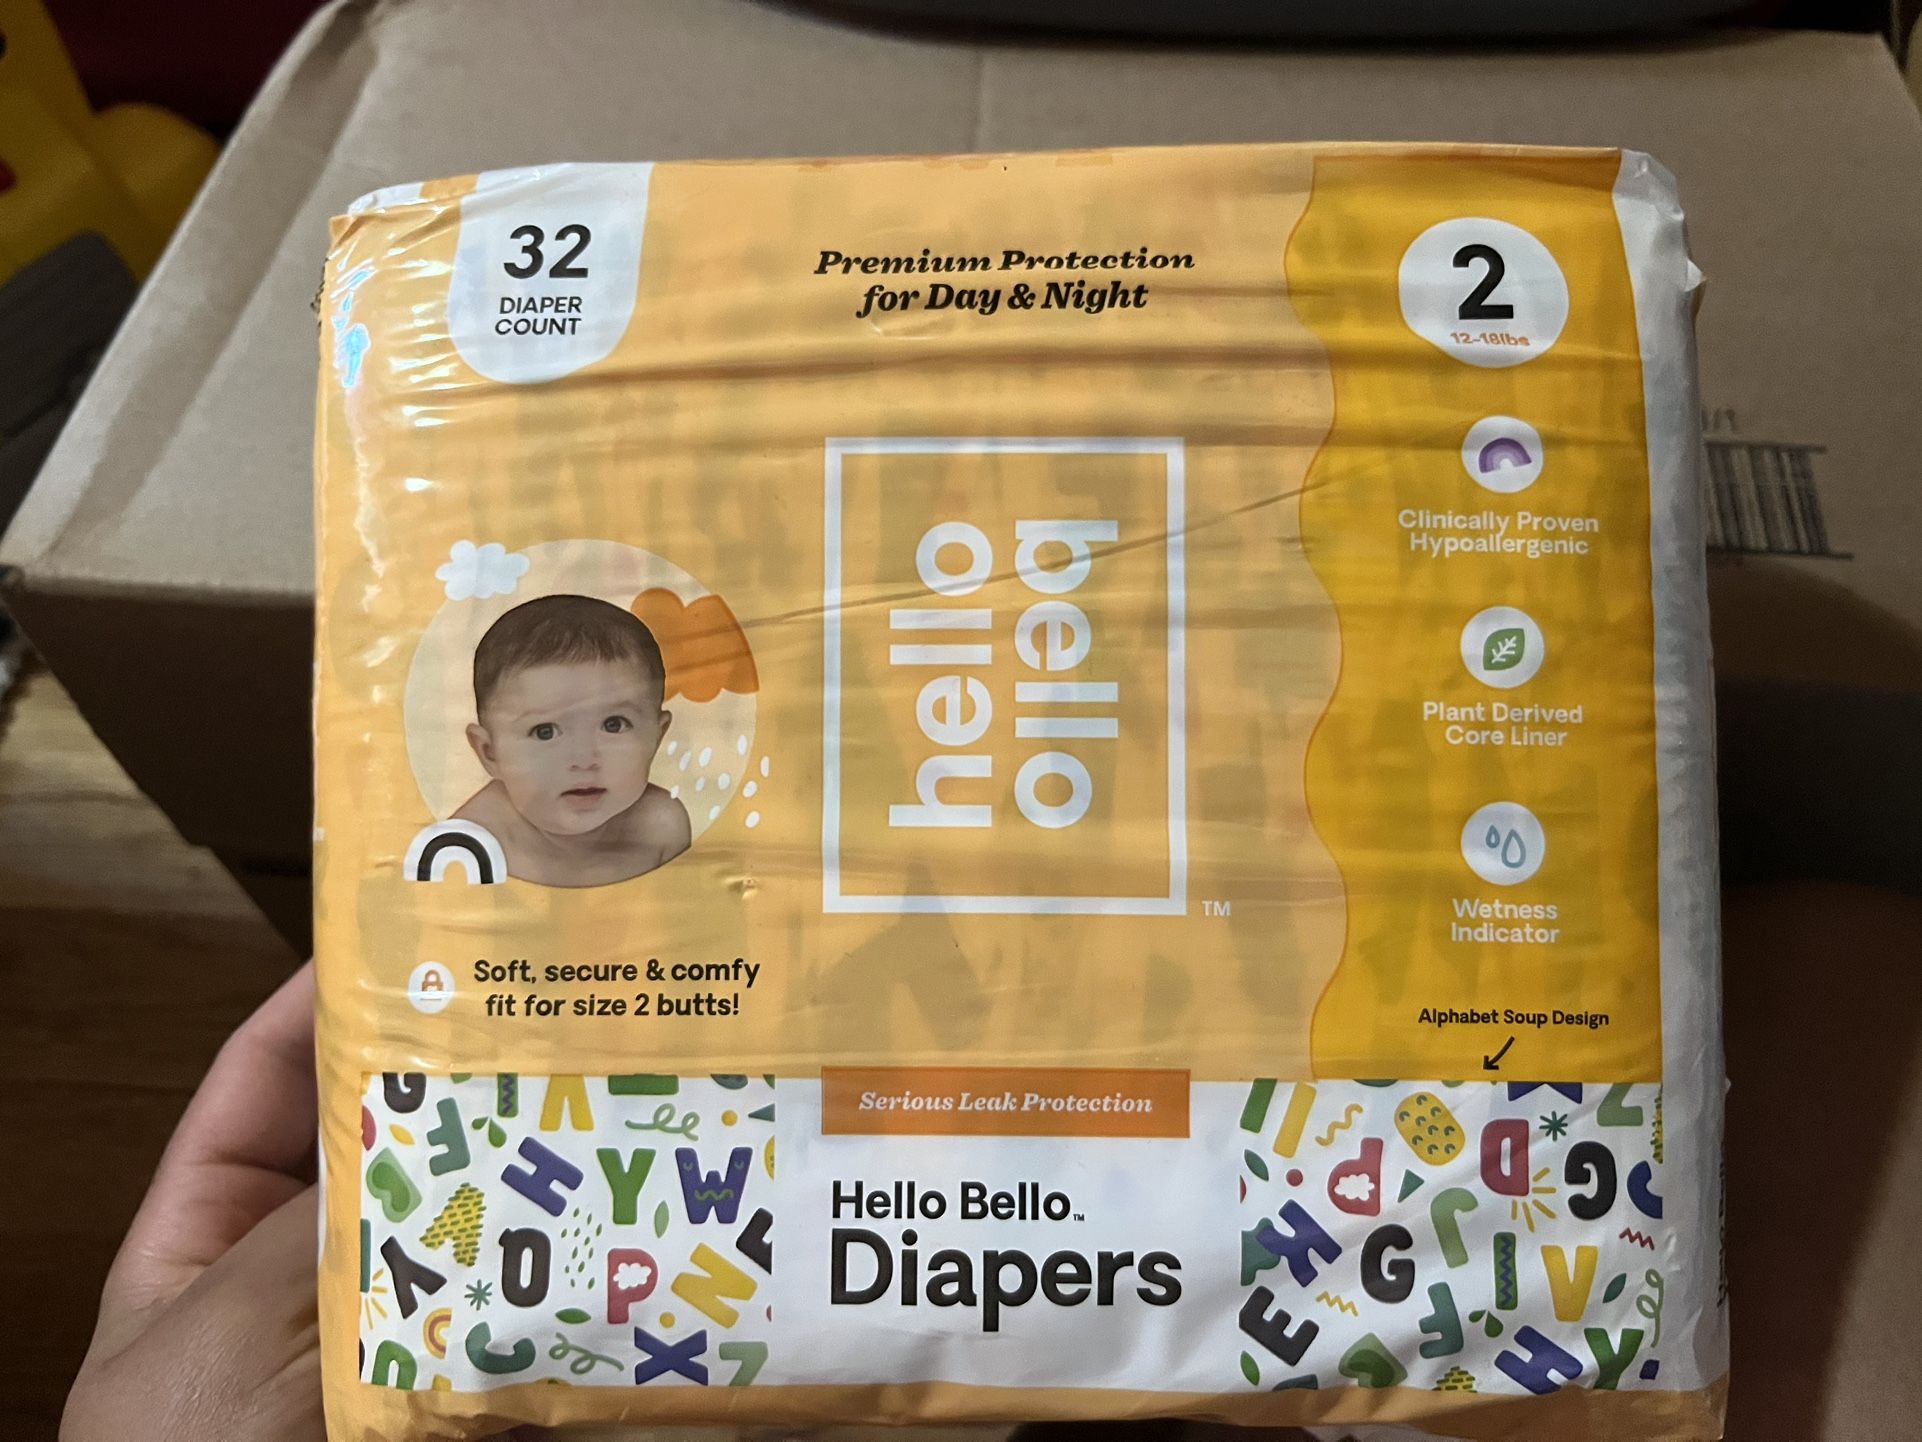 32
DIAPER
COUNT
Premium Protection
for Day & Night
2
12-18lbs
hello
bello
TM
Clinically Proven
Hypoallergenic
Plant Derived
Core Liner
Wetness
Indicator
Soft, secure & comfy
fit for size 2 butts!
Alphabet Soup Design
Serious Leak Protection
Hello Bello™
Diapers